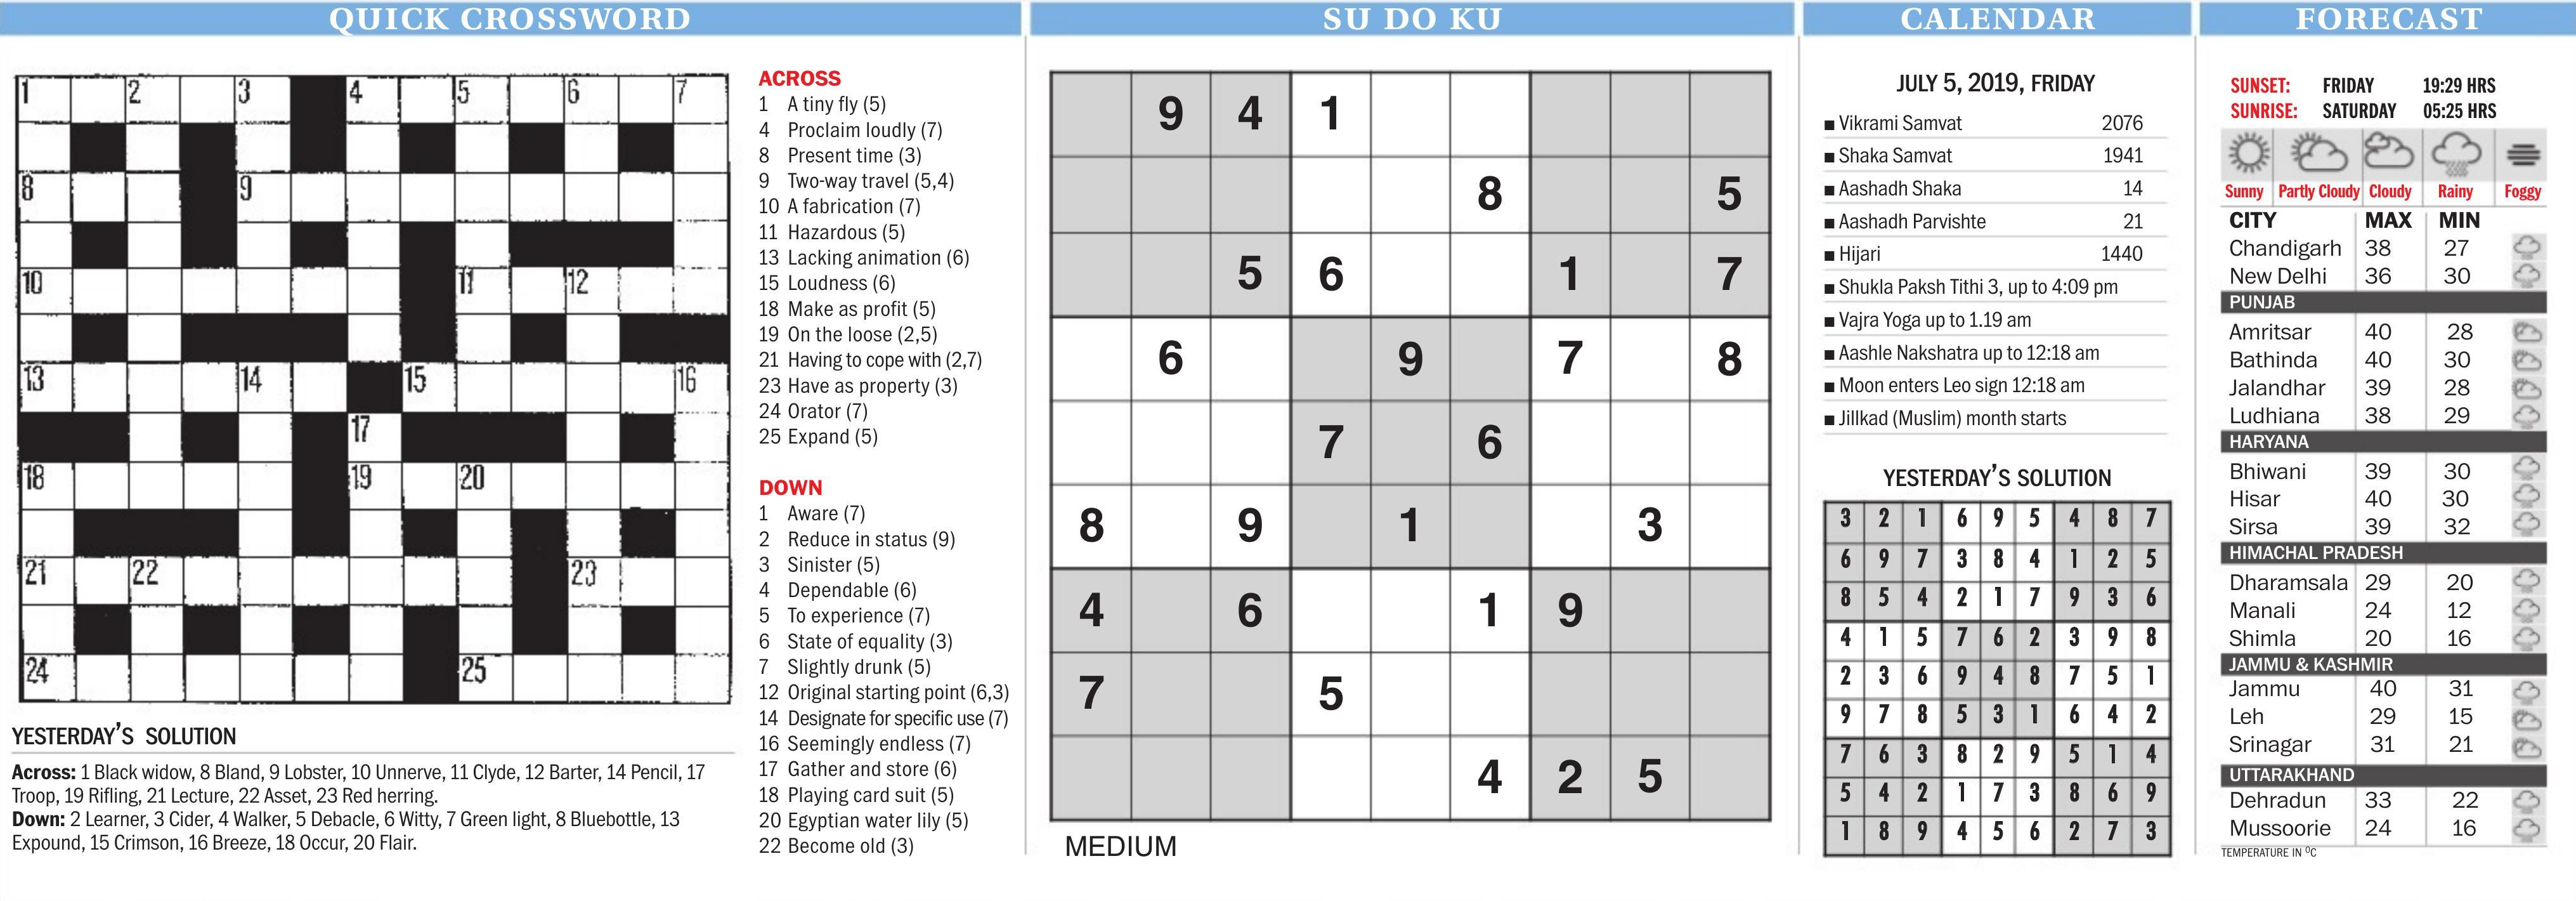 QUICK CROSSWORD
1 2 3 4 5 6 7
8 9
10 11 12
13 14 15 16
17
18 19 20
21 22 23
24 25
YESTERDAY'S SOLUTION
Across: 1 Black widow, 8 Bland, 9 Lobster, 10 Unnerve, 11 Clyde, 12 Barter, 14 Pencil, 17
Troop, 19 Rifling, 21 Lecture, 22 Asset, 23 Red herring.
Down: 2 Learner, 3 Cider, 4 Walker, 5 Debacle, 6 Witty, 7 Green light, 8 Bluebottle, 13
Expound, 15 Crimson, 16 Breeze, 18 Occur, 20 Flair.
ACROSS
1 A tiny fly (5)
4 Proclaim loudly (7)
8 Present time (3)
9 Two-way travel (5,4)
10 A fabrication (7)
11 Hazardous (5)
13 Lacking animation (6)
15 Loudness (6)
18 Make as profit (5)
19 On the loose (2,5)
21 Having to cope with (2,7)
23 Have as property (3)
24 Orator (7)
25 Expand (5)
DOWN
1 Aware (7)
2 Reduce in status (9)
3 Sinister (5)
4 Dependable (6)
5 To experience (7)
6 State of equality (3)
7 Slightly drunk (5)
12 Original starting point (6,3)
14 Designate for specific use (7)
16 Seemingly endless (7)
17 Gather and store (6)
18 Playing card suit (5)
20 Egyptian water lily (5)
22 Become old (3)
SU DO KU
9 4 1
8 5
5 6 1 7
6 9 7 8
7 6
8 9 1 3
4 6 1 9
7 5
4 2 5
MEDIUM
CALENDAR
JULY 5, 2019, FRIDAY
■ Vikrami Samvat 2076
■ Shaka Samvat 1941
■ Aashadh Shaka 14
■ Aashadh Parvishte 21
■ Hijari 1440
■ Shukla Paksh Tithi 3, up to 4:09 pm
■ Vajra Yoga up to 1.19 am
■ Aashle Nakshatra up to 12:18 am
■ Moon enters Leo sign 12:18 am
■ Jillkad (Muslim) month starts
YESTERDAY'S SOLUTION
3 2 1 6 9 5 4 8 7
6 9 7 3 8 4 1 2 5
8 5 4 2 1 7 9 3 6
4 1 5 7 6 2 3 9 8
2 3 6 9 4 8 7 5 1
9 7 8 5 3 1 6 4 2
7 6 3 8 2 9 5 1 4
5 4 2 1 7 3 8 6 9
1 8 9 4 5 6 2 7 3
FORECAST
SUNSET: FRIDAY 19:29 HRS
SUNRISE: SATURDAY 05:25 HRS
Sunny Partly Cloudy Cloudy Rainy Foggy
CITY MAX MIN
Chandigarh 38 27
New Delhi 36 30
PUNJAB
Amritsar 40 28
Bathinda 40 30
Jalandhar 39 28
Ludhiana 38 29
HARYANA
Bhiwani 39 30
Hisar 40 30
Sirsa 39 32
HIMACHAL PRADESH
Dharamsala 29 20
Manali 24 12
Shimla 20 16
JAMMU & KASHMIR
Jammu 40 31
Leh 29 15
Srinagar 31 21
UTTARAKHAND
Dehradun 33 22
Mussoorie 24 16
TEMPERATURE IN ºC